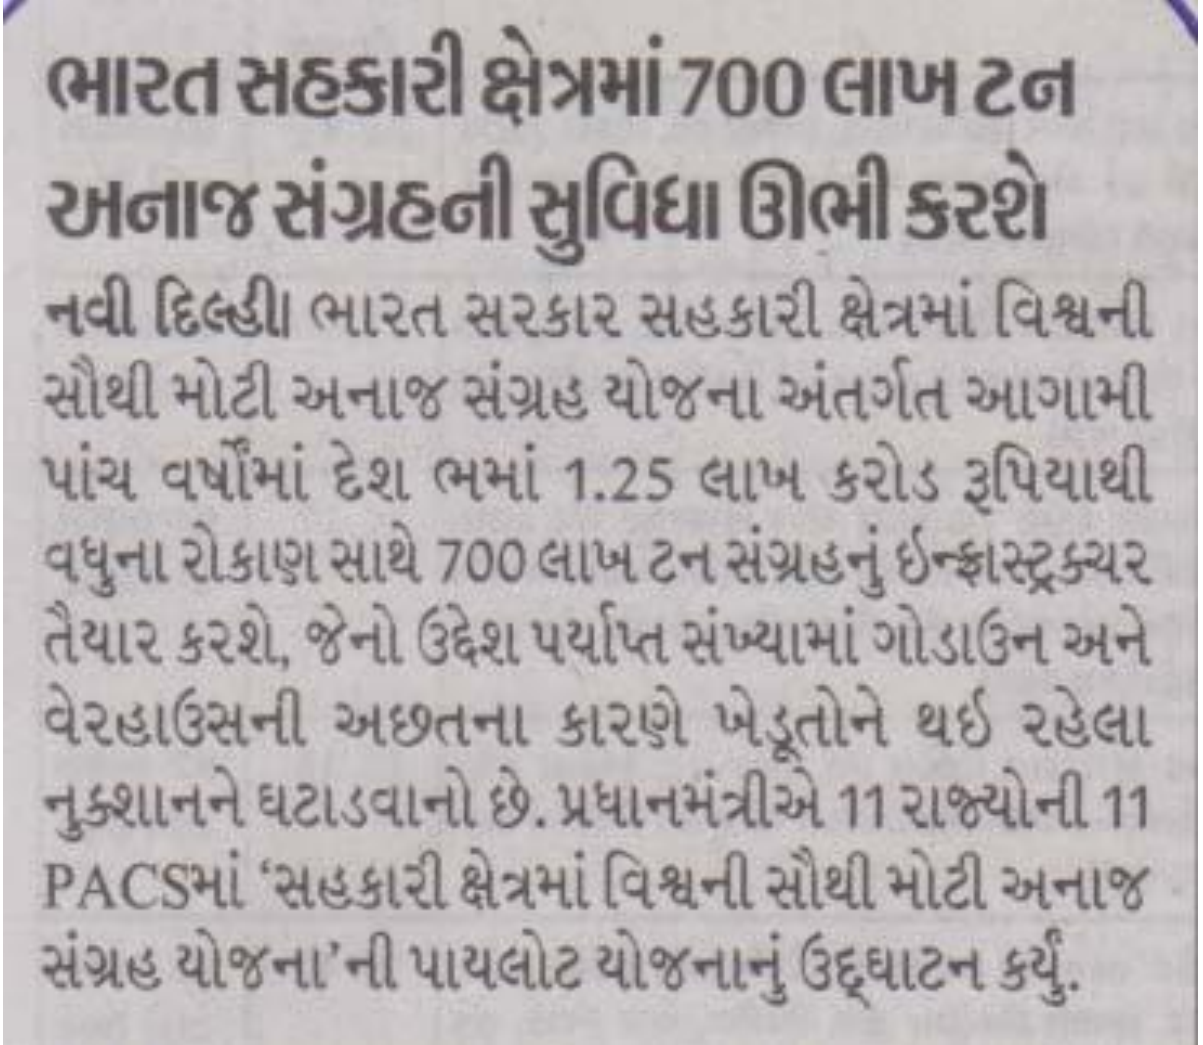 ભારત સહકારી ક્ષેત્રમાં 700 લાખ ટન
અનાજ સંગ્રહની સુવિધા ઊભી કરશે
નવી દિલ્હી। ભારત સરકાર સહકારી ક્ષેત્રમાં વિશ્વની
સૌથી મોટી અનાજ સંગ્રહ યોજના અંતર્ગત આગામી
પાંચ વર્ષોમાં દેશ ભમાં 1.25 લાખ કરોડ રૂપિયાથી
વધુના રોકાણ સાથે 700 લાખ ટન સંગ્રહનું ઇન્ફ્રાસ્ટ્રક્ચર
તૈયાર કરશે, જેનો ઉદ્દેશ પર્યાપ્ત સંખ્યામાં ગોડાઉન અને
વેરહાઉસની અછતના કારણે ખેડૂતોને થઇ રહેલા
નુક્શાનને ઘટાડવાનો છે. પ્રધાનમંત્રીએ 11 રાજ્યોની 11
PACSમાં ‘સહકારી ક્ષેત્રમાં વિશ્વની સૌથી મોટી અનાજ
સંગ્રહ યોજના’ની પાયલોટ યોજનાનું ઉદ્ઘાટન કર્યું.